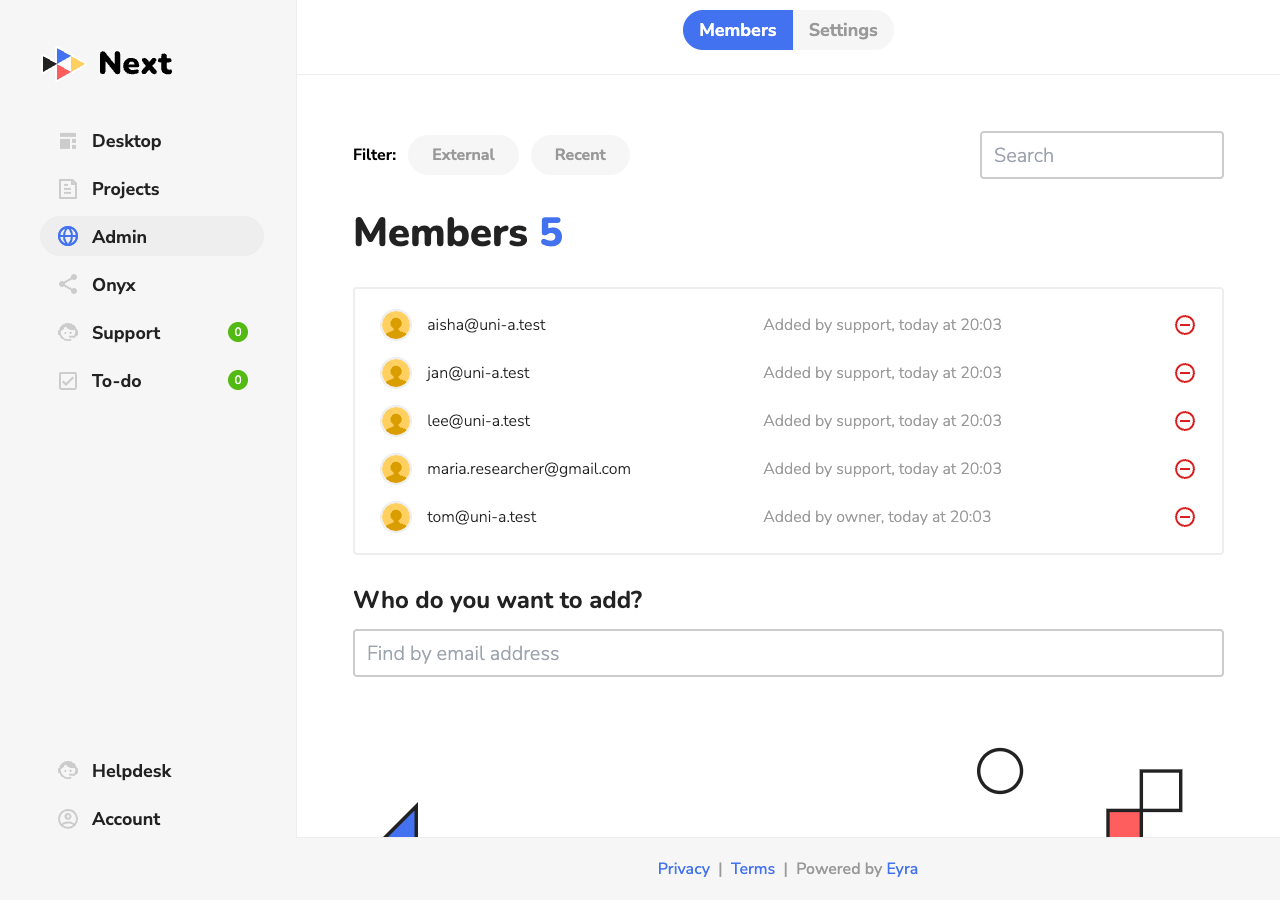 Next
Desktop
Projects
Admin
Onyx
Support 0
To-do 0
Helpdesk
Account
Members Settings
Filter: External Recent Search
Members 5
aisha@uni-a.test Added by support, today at 20:03
jan@uni-a.test Added by support, today at 20:03
lee@uni-a.test Added by support, today at 20:03
maria.researcher@gmail.com Added by support, today at 20:03
tom@uni-a.test Added by owner, today at 20:03
Who do you want to add?
Find by email address
Privacy | Terms | Powered by Eyra